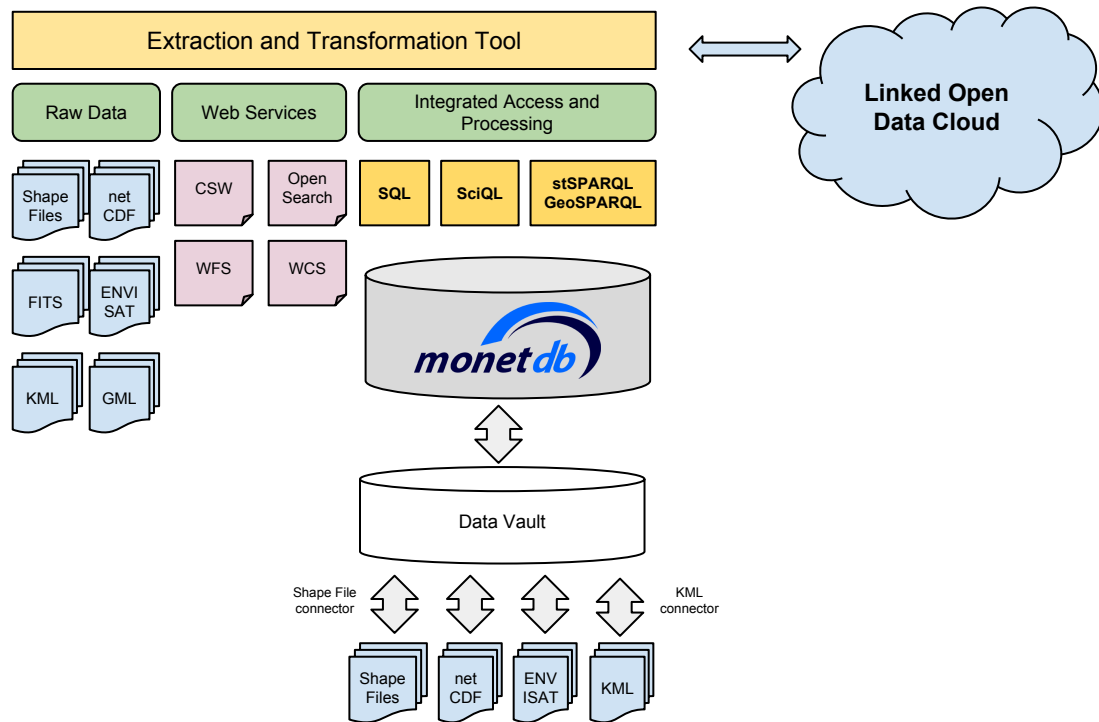 Extraction and Transformation Tool
Linked Open
Data Cloud
Raw Data
Web Services
Integrated Access and
Processing
Shape
Files
net
CDF
CSW
Open
Search
SQL
SciQL
stSPARQL
GeoSPARQL
FITS
ENVI
SAT
WFS
WCS
monetdb
KML
GML
Data Vault
Shape File
connector
KML
connector
Shape
Files
net
CDF
ENV
ISAT
KML